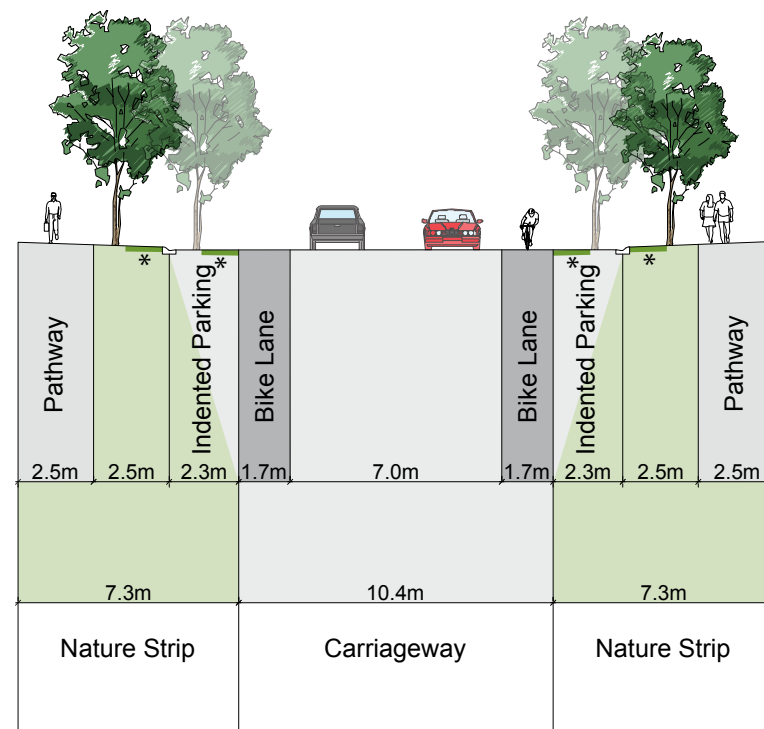 * * * *
Pathway
Indented Parking
Bike Lane
Bike Lane
Indented Parking
Pathway
2.5m 2.5m 2.3m 1.7m 7.0m 1.7m 2.3m 2.5m 2.5m
7.3m 10.4m 7.3m
Nature Strip Carriageway Nature Strip